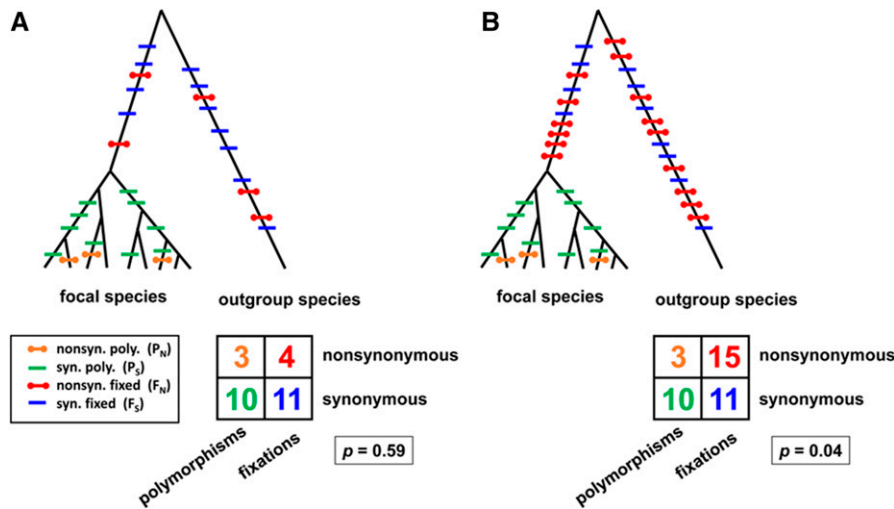 A
B
focal species
outgroup species
focal species
outgroup species
nonsyn. poly. (PN)
syn. poly. (PS)
nonsyn. fixed (FN)
syn. fixed (FS)
3 4 nonsynonymous
10 11 synonymous
polymorphisms
fixations
p = 0.59
3 15 nonsynonymous
10 11 synonymous
polymorphisms
fixations
p = 0.04